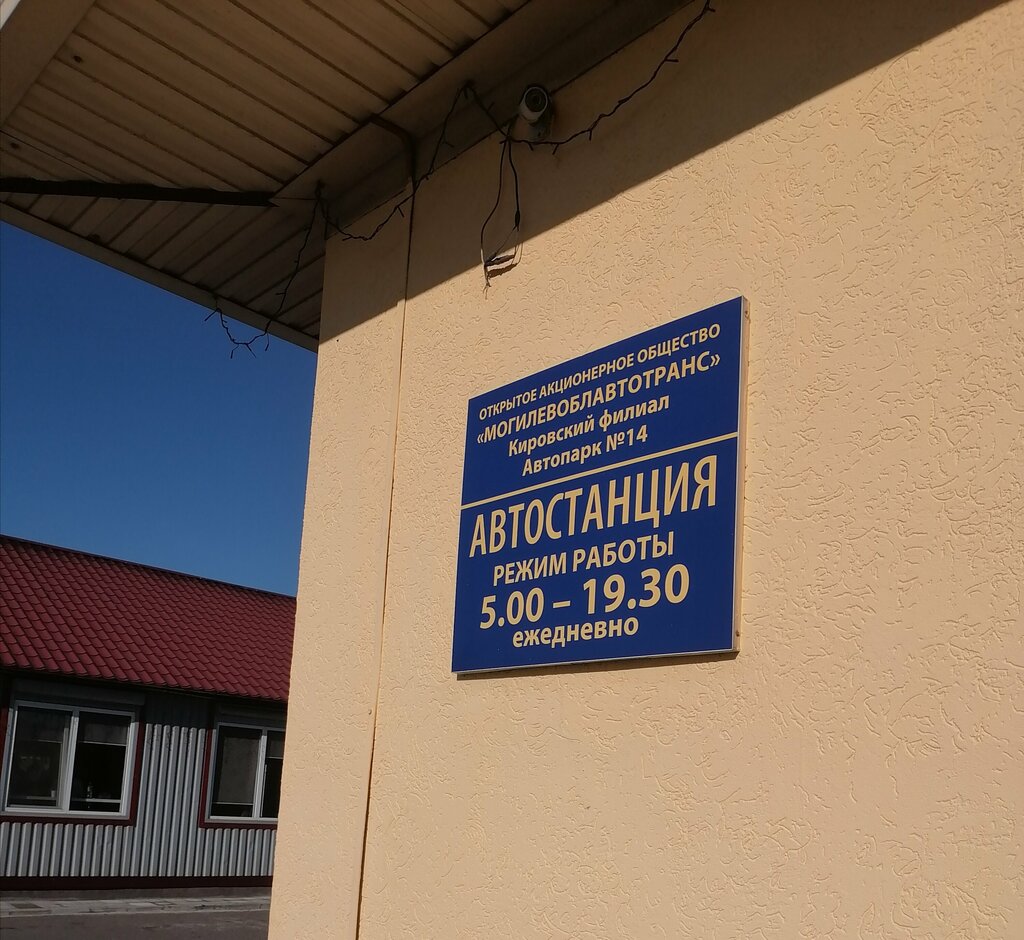 ОТКРЫТОЕ АКЦИОНЕРНОЕ ОБЩЕСТВО
«МОГИЛЕВОБЛАВТОТРАНС»
Кировский филиал
Автопарк №14
АВТОСТАНЦИЯ
РЕЖИМ РАБОТЫ
5.00 – 19.30
ежедневно